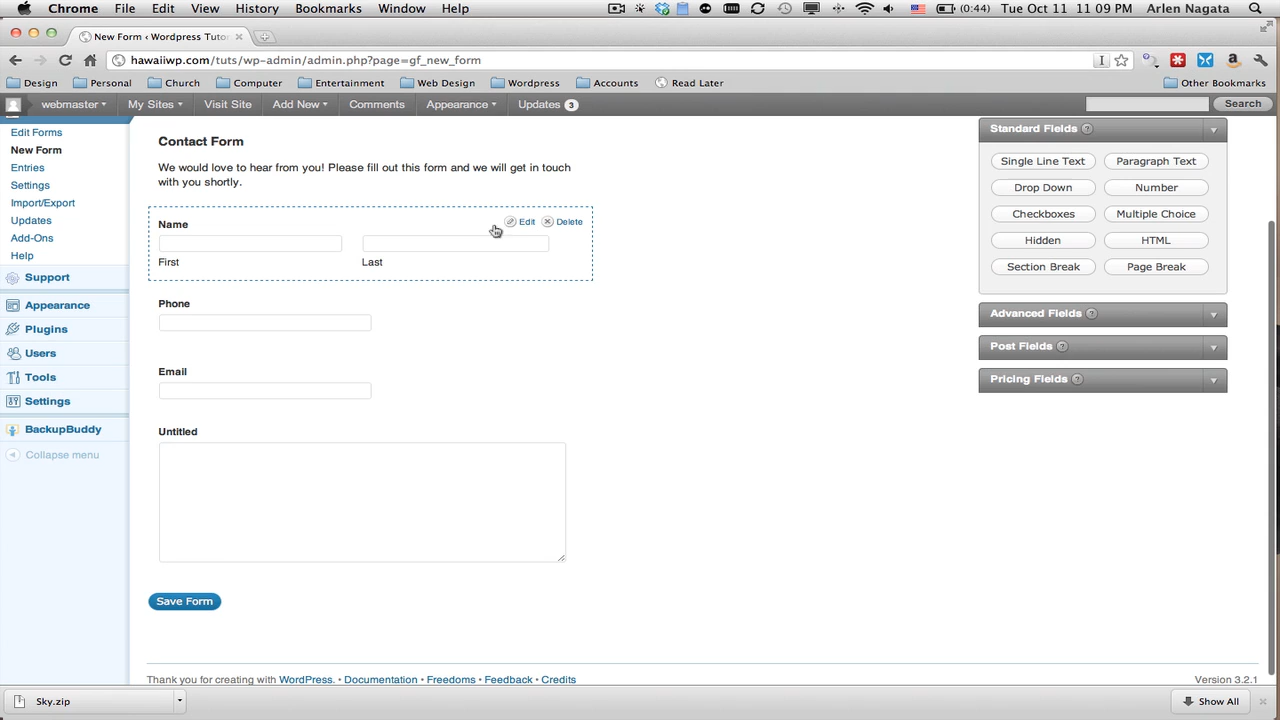 Chrome File Edit View History Bookmarks Window Help (0:44) Tue Oct 11 11 09 PM Arlen Nagata
New Form ‹ Wordpress Tutor
hawaiiwp.com/tuts/wp-admin/admin.php?page=gf_new_form
Design Personal Church Computer Entertainment Web Design Wordpress Accounts Read Later Other Bookmarks
webmaster My Sites Visit Site Add New Comments Appearance Updates 3 Search
Edit Forms
New Form
Entries
Settings
Import/Export
Updates
Add-Ons
Help
Support
Appearance
Plugins
Users
Tools
Settings
BackupBuddy
Collapse menu
Contact Form
We would love to hear from you! Please fill out this form and we will get in touch
with you shortly.
Name Edit Delete
First Last
Phone
Email
Untitled
Save Form
Standard Fields ?
Single Line Text Paragraph Text
Drop Down Number
Checkboxes Multiple Choice
Hidden HTML
Section Break Page Break
Advanced Fields ?
Post Fields ?
Pricing Fields ?
Thank you for creating with WordPress. • Documentation • Freedoms • Feedback • Credits Version 3.2.1
Sky.zip Show All